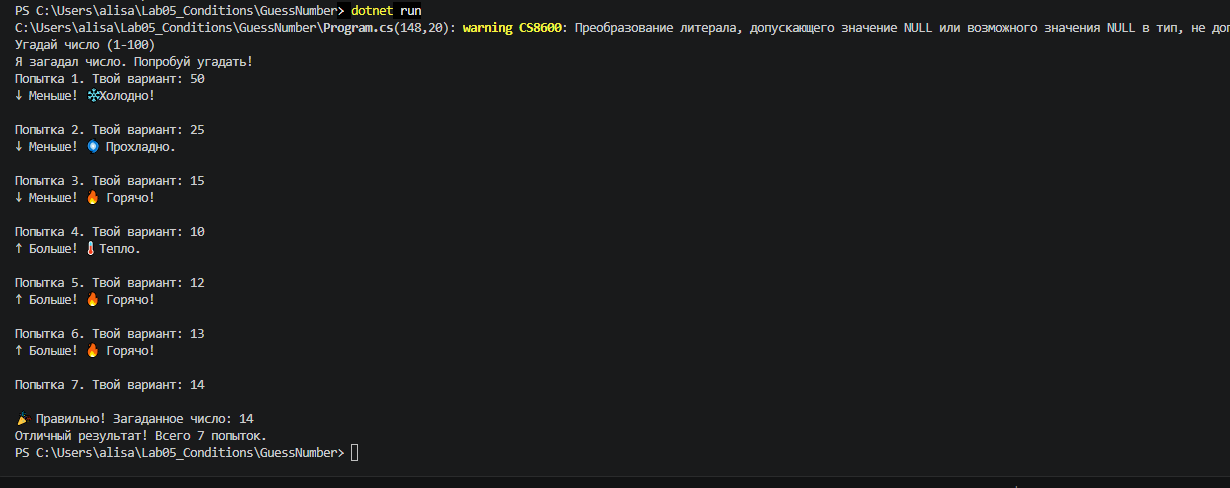 PS C:\Users\alisa\Lab05_Conditions\GuessNumber> dotnet run
C:\Users\alisa\Lab05_Conditions\GuessNumber\Program.cs(148,20): warning CS8600: Преобразование литерала, допускающего значение NULL или возможного значения NULL в тип, не
Угадай число (1-100)
Я загадал число. Попробуй угадать!
Попытка 1. Твой вариант: 50
↓ Меньше! ❄Холодно!
Попытка 2. Твой вариант: 25
↓ Меньше! 🌀 Прохладно.
Попытка 3. Твой вариант: 15
↓ Меньше! 🔥 Горячо!
Попытка 4. Твой вариант: 10
↑ Больше! 🌡Тепло.
Попытка 5. Твой вариант: 12
↑ Больше! 🔥 Горячо!
Попытка 6. Твой вариант: 13
↑ Больше! 🔥 Горячо!
Попытка 7. Твой вариант: 14
🎉 Правильно! Загаданное число: 14
Отличный результат! Всего 7 попыток.
PS C:\Users\alisa\Lab05_Conditions\GuessNumber>